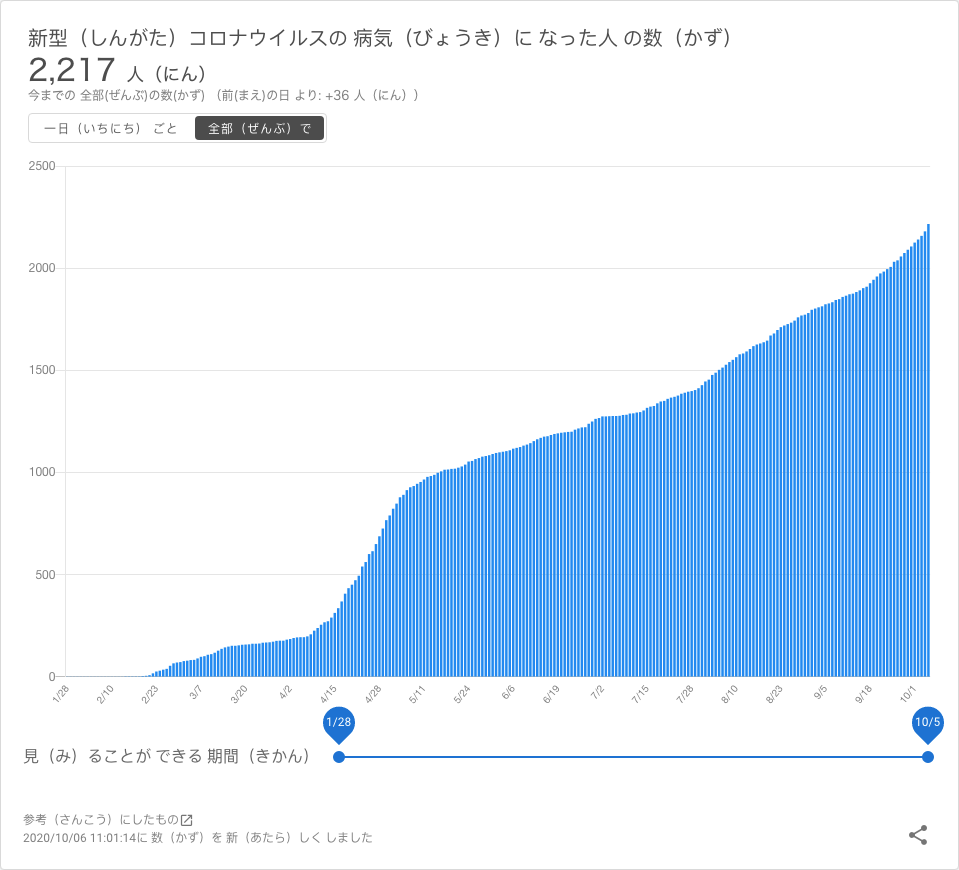 新型（しんがた）コロナウイルスの 病気（びょうき）に なった人 の数（かず）
2,217 人（にん）
今までの 全部(ぜんぶ)の数(かず) （前(まえ)の日 より: +36 人（にん））
一日（いちにち） ごと 全部（ぜんぶ）で
2500
2000
1500
1000
500
0
1/28 2/10 2/23 3/7 3/20 4/2 4/15 4/28 5/11 5/24 6/6 6/19 7/2 7/15 7/28 8/10 8/23 9/5 9/18 10/1
1/28 10/5
見（み）ることが できる 期間（きかん）
参考（さんこう）にしたもの
2020/10/06 11:01:14に 数（かず）を 新（あたら）しく しました